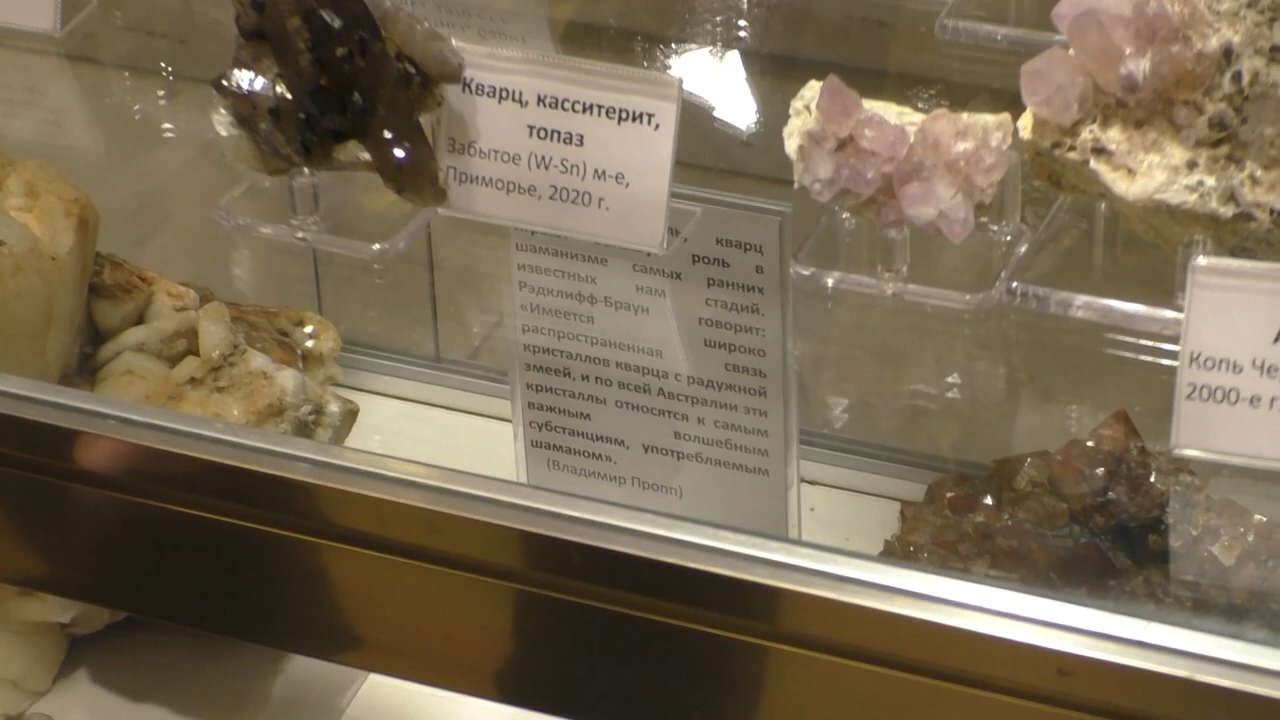 Кварц, касситерит,
топаз
Забытое (W-Sn) м-е,
Приморье, 2020 г.
кварц
роль в
шаманизме самых ранних
известных нам стадий.
Рэдклифф-Браун говорит:
«Имеется широко
распространенная связь
кристаллов кварца с радужной
змеей, и по всей Австралии эти
кристаллы относятся к самым
важным волшебным
субстанциям, употребляемым
шаманом».
(Владимир Пропп)
Копь Че
2000-е г